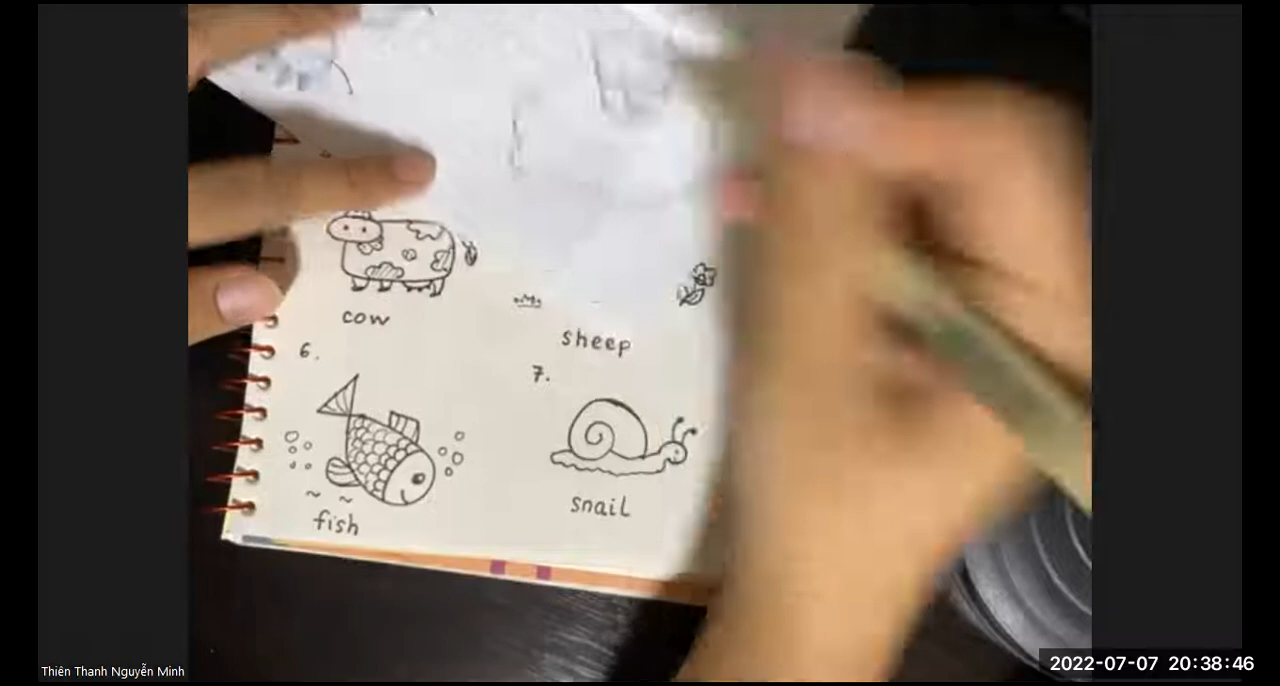 cow
sheep
6.
7.
fish
snail
Thiên Thanh Nguyễn Minh
2022-07-07 20:38:46